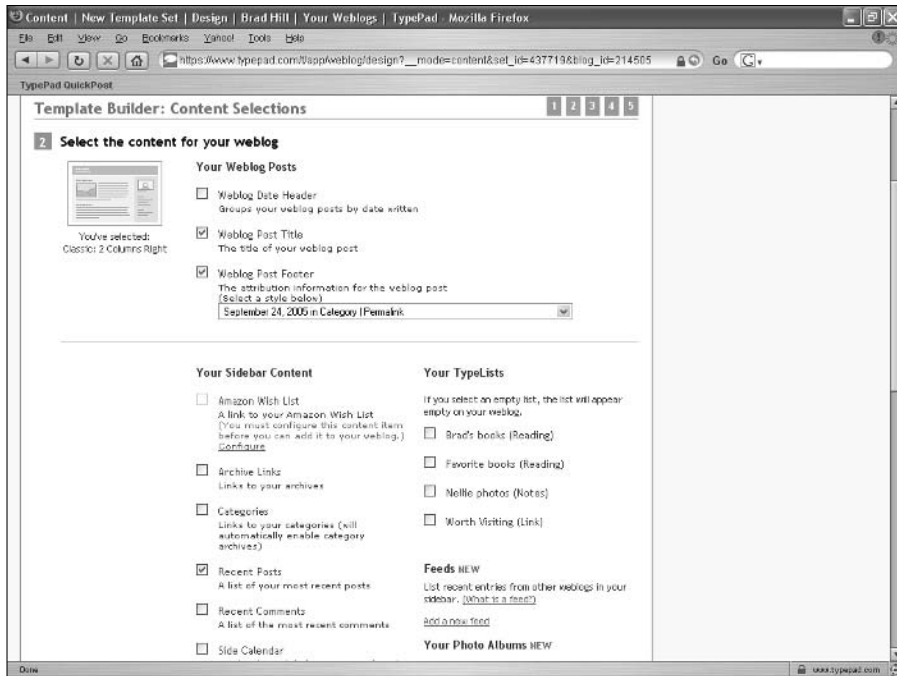 Content | New Template Set | Design | Brad Hill | Your Weblogs | TypePad - Mozilla Firefox
File Edit View Go Bookmarks Yahoo! Tools Help
https://www.typepad.com/t/app/weblog/design?__mode=content&set_id=437719&blog_id=214505 Go G
TypePad QuickPost
Template Builder: Content Selections 1 2 3 4 5
2 Select the content for your weblog
You've selected:
Classic: 2 Columns Right
Your Weblog Posts
Weblog Date Header
Groups your weblog posts by date written
Weblog Post Title
The title of your weblog post
Weblog Post Footer
The attribution information for the weblog post
(Select a style below)
September 24, 2005 in Category | Permalink
Your Sidebar Content
Amazon Wish List
A link to your Amazon Wish List
(You must configure this content item
before you can add it to your weblog.)
Configure
Archive Links
Links to your archives
Categories
Links to your categories (will
automatically enable category
archives)
Recent Posts
A list of your most recent posts
Recent Comments
A list of the most recent comments
Side Calendar
Your TypeLists
If you select an empty list, the list will appear
empty on your weblog.
Brad's books (Reading)
Favorite books (Reading)
Nellie photos (Notes)
Worth Visiting (Link)
Feeds NEW
List recent entries from other weblogs in your
sidebar. (What is a feed?)
Add a new feed
Your Photo Albums NEW
Done www.typepad.com